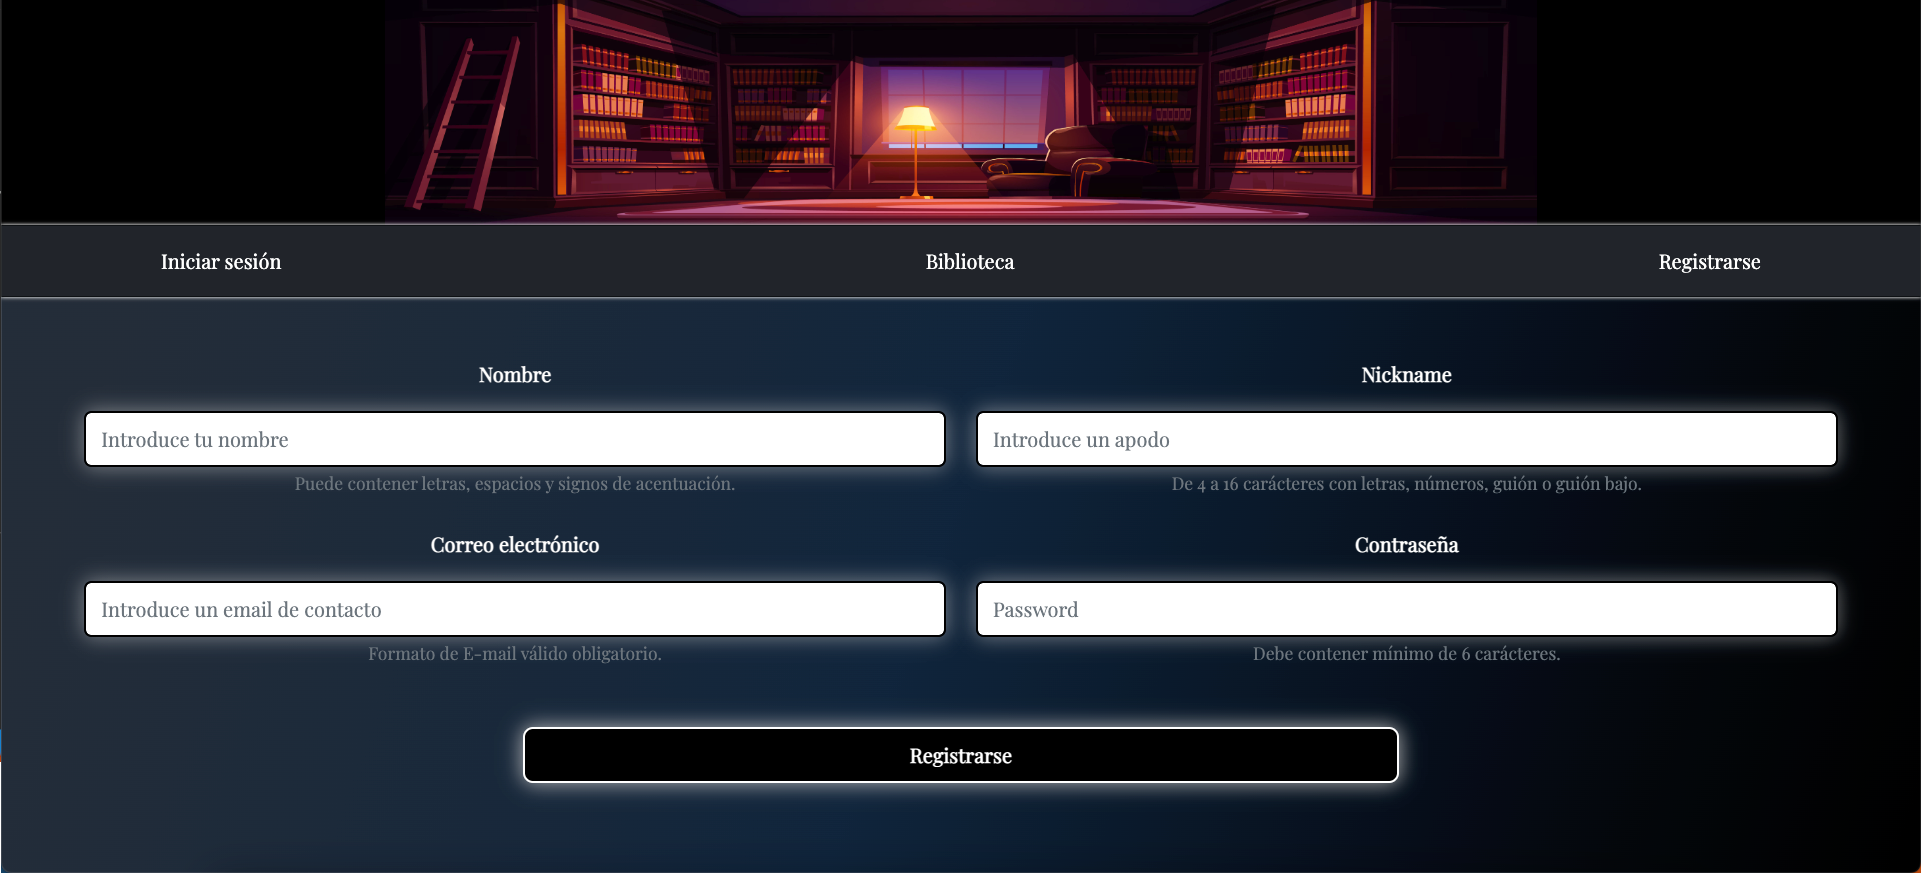 Iniciar sesión
Biblioteca
Registrarse
Nombre
Nickname
Introduce tu nombre
Introduce un apodo
Puede contener letras, espacios y signos de acentuación.
De 4 a 16 carácteres con letras, números, guión o guión bajo.
Correo electrónico
Contraseña
Introduce un email de contacto
Password
Formato de E-mail válido obligatorio.
Debe contener mínimo de 6 carácteres.
Registrarse